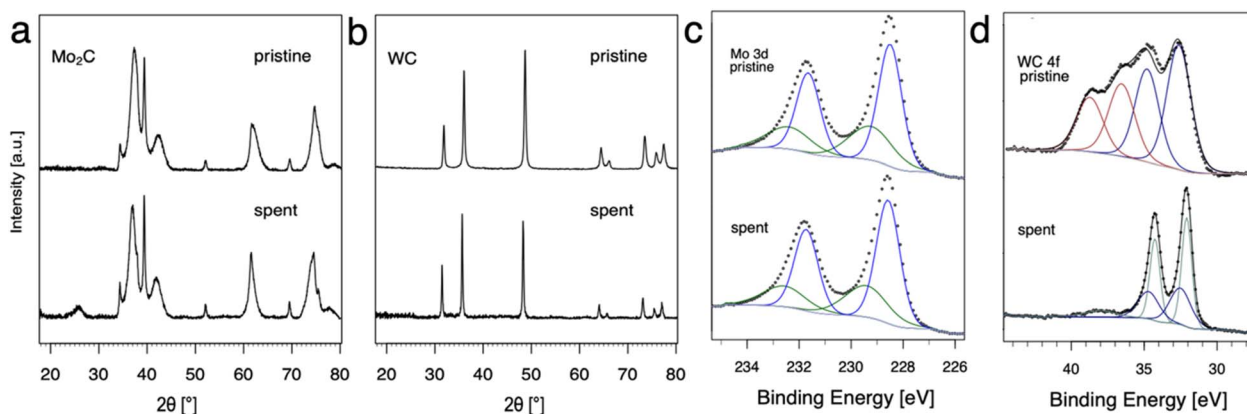 a
Mo₂C
pristine
spent
Intensity [a.u.]
20 30 40 50 60 70 80
2θ [°]
b
WC
pristine
spent
20 30 40 50 60 70 80
2θ [°]
c
Mo 3d
pristine
spent
234 232 230 228 226
Binding Energy [eV]
d
WC 4f
pristine
spent
40 35 30
Binding Energy [eV]